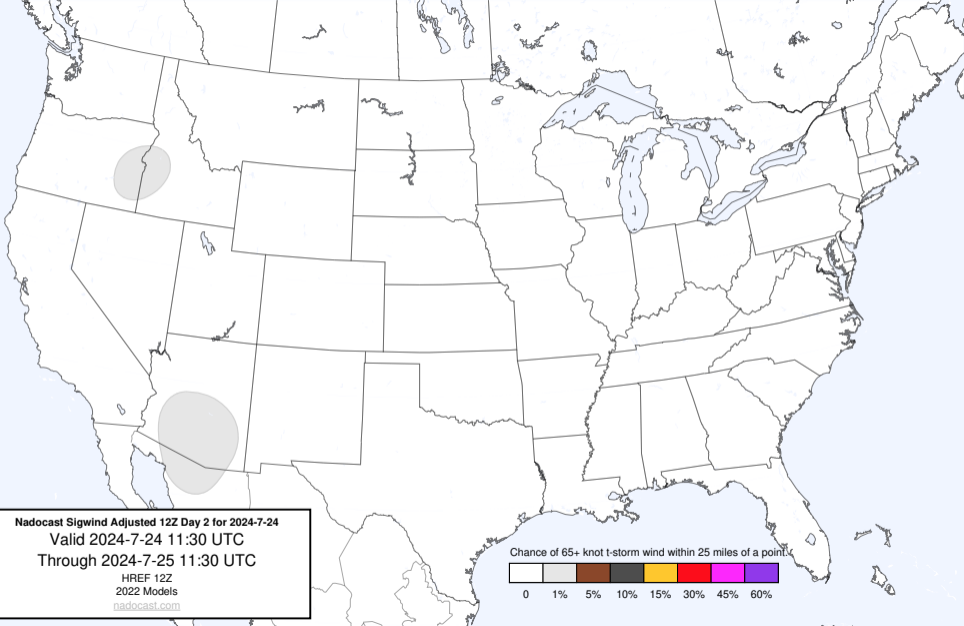 Nadocast Sigwind Adjusted 12Z Day 2 for 2024-7-24
Valid 2024-7-24 11:30 UTC
Through 2024-7-25 11:30 UTC
HREF 12Z
2022 Models
nadocast.com
Chance of 65+ knot t-storm wind within 25 miles of a point.
0 1% 5% 10% 15% 30% 45% 60%